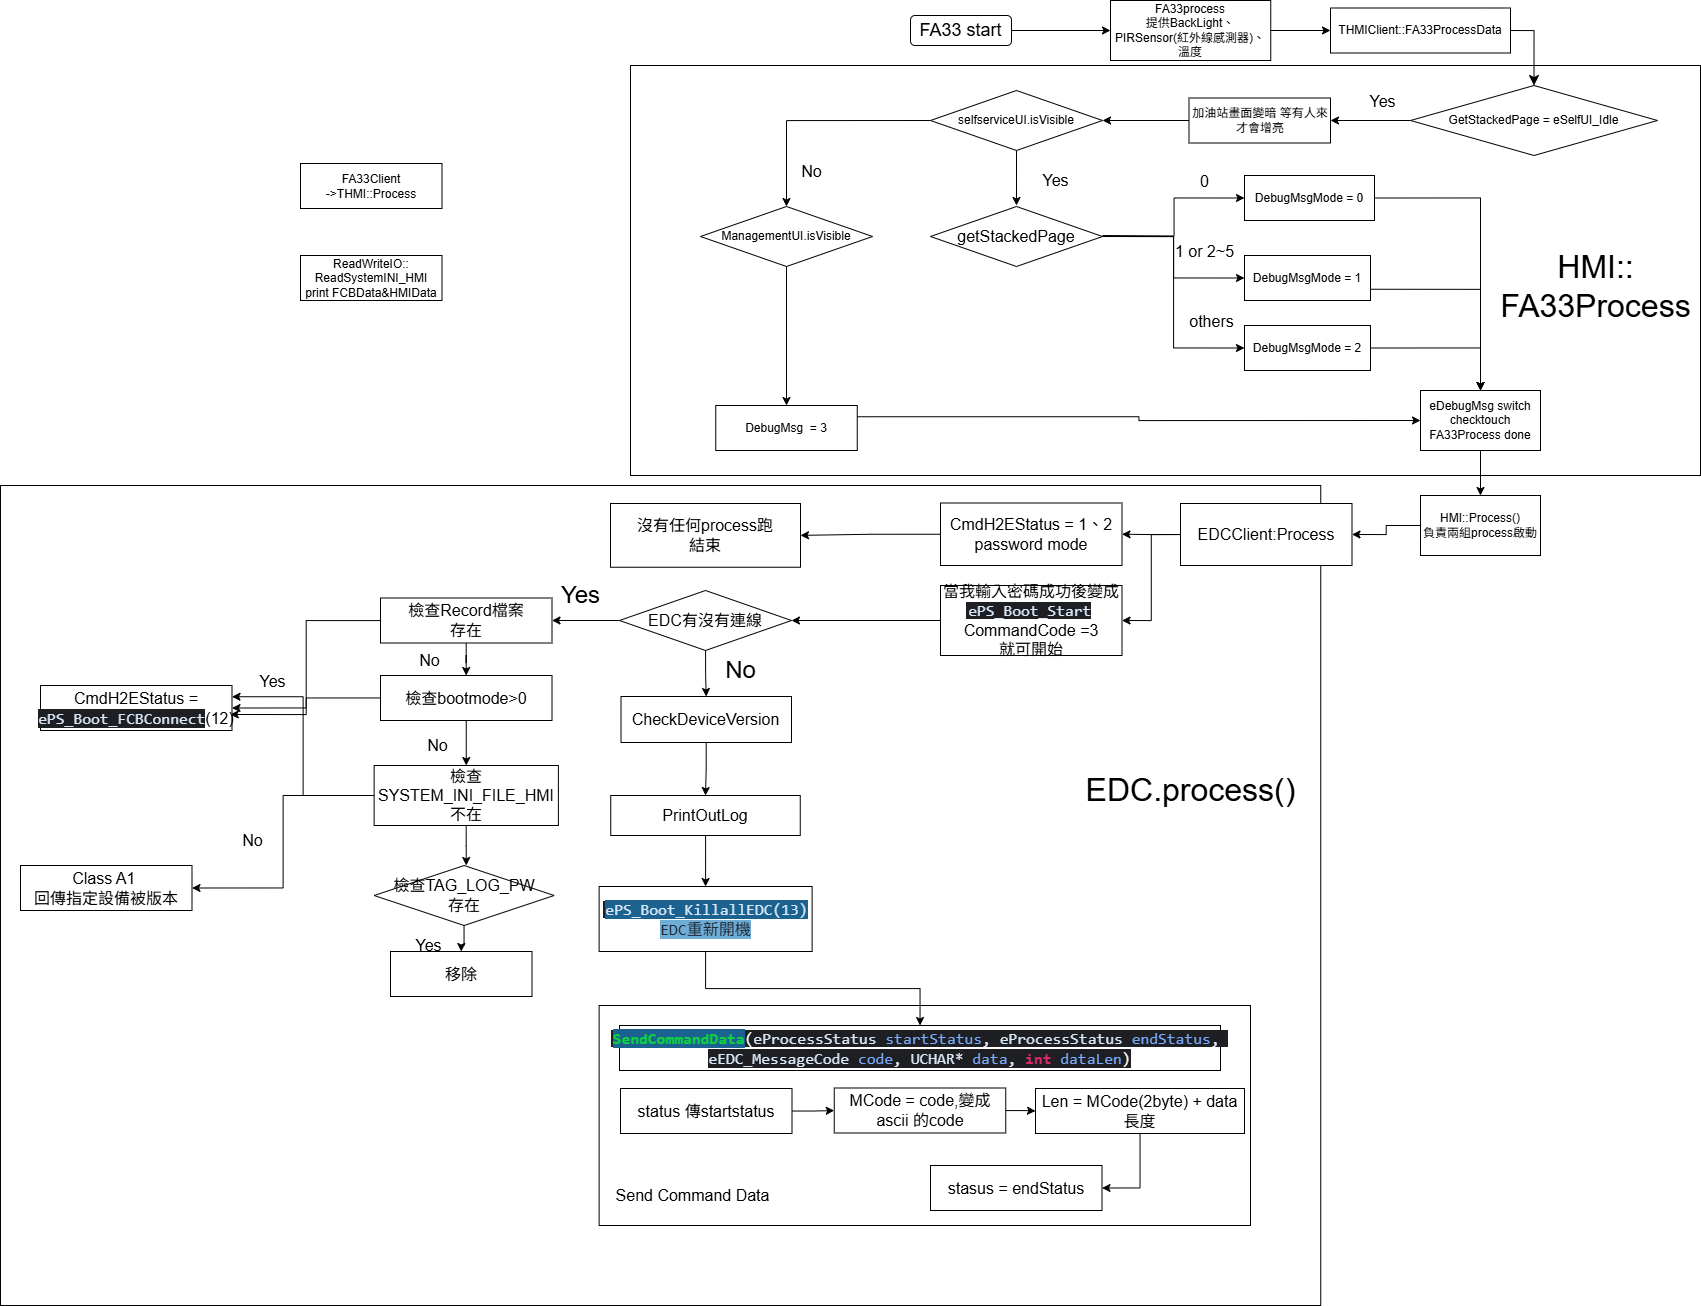 FA33 start
FA33process
提供BackLight、
PIRSensor(紅外線感測器)、
溫度
THMIClient::FA33ProcessData
GetStackedPage = eSelfUI_Idle
Yes
加油站畫面變暗 等有人來
才會增亮
selfserviceUI.isVisible
No
Yes
ManagementUI.isVisible
getStackedPage
0
DebugMsgMode = 0
1 or 2~5
DebugMsgMode = 1
others
DebugMsgMode = 2
HMI::
FA33Process
FA33Client
->THMI::Process
ReadWriteIO::
ReadSystemINI_HMI
print FCBData&HMIData
DebugMsg  = 3
eDebugMsg switch
checktouch
FA33Process done
HMI::Process()
負責兩組process啟動
EDCClient:Process
CmdH2EStatus = 1、2
password mode
沒有任何process跑
結束
當我輸入密碼成功後變成
ePS_Boot_Start
CommandCode =3
就可開始
EDC有沒有連線
Yes
No
檢查Record檔案
存在
No
檢查bootmode>0
Yes
CmdH2EStatus =
ePS_Boot_FCBConnect(12)
No
檢查
SYSTEM_INI_FILE_HMI
不在
No
Class A1
回傳指定設備被版本
檢查TAG_LOG_PW
存在
Yes
移除
CheckDeviceVersion
PrintOutLog
ePS_Boot_KillallEDC(13)
EDC重新開機
EDC.process()
SendCommandData(eProcessStatus startStatus, eProcessStatus endStatus,
eEDC_MessageCode code, UCHAR* data, int dataLen)
status 傳startstatus
MCode = code,變成
ascii 的code
Len = MCode(2byte) + data
長度
stasus = endStatus
Send Command Data